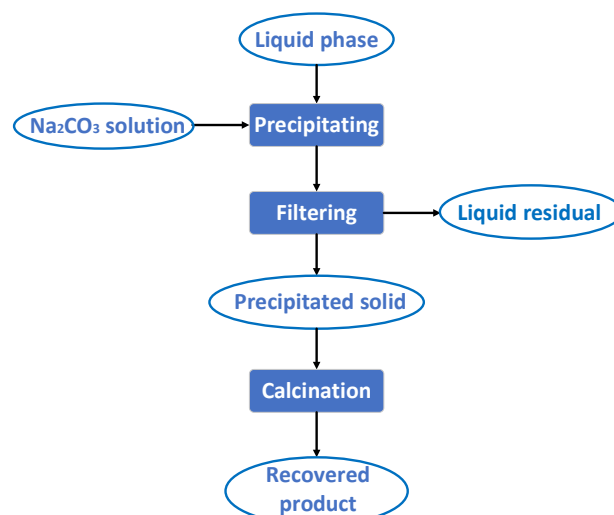 Liquid phase
Na₂CO₃ solution
Precipitating
Filtering
Liquid residual
Precipitated solid
Calcination
Recovered
product